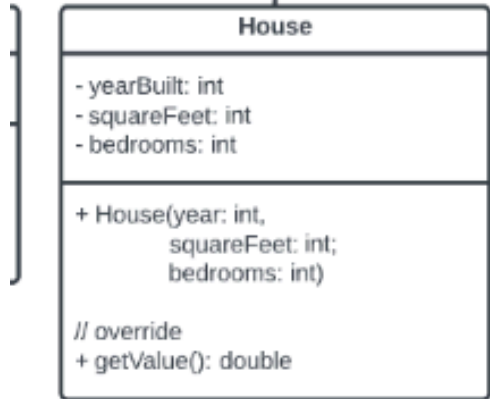 House
- yearBuilt: int
- squareFeet: int
- bedrooms: int
+ House(year: int,
squareFeet: int;
bedrooms: int)
// override
+ getValue(): double